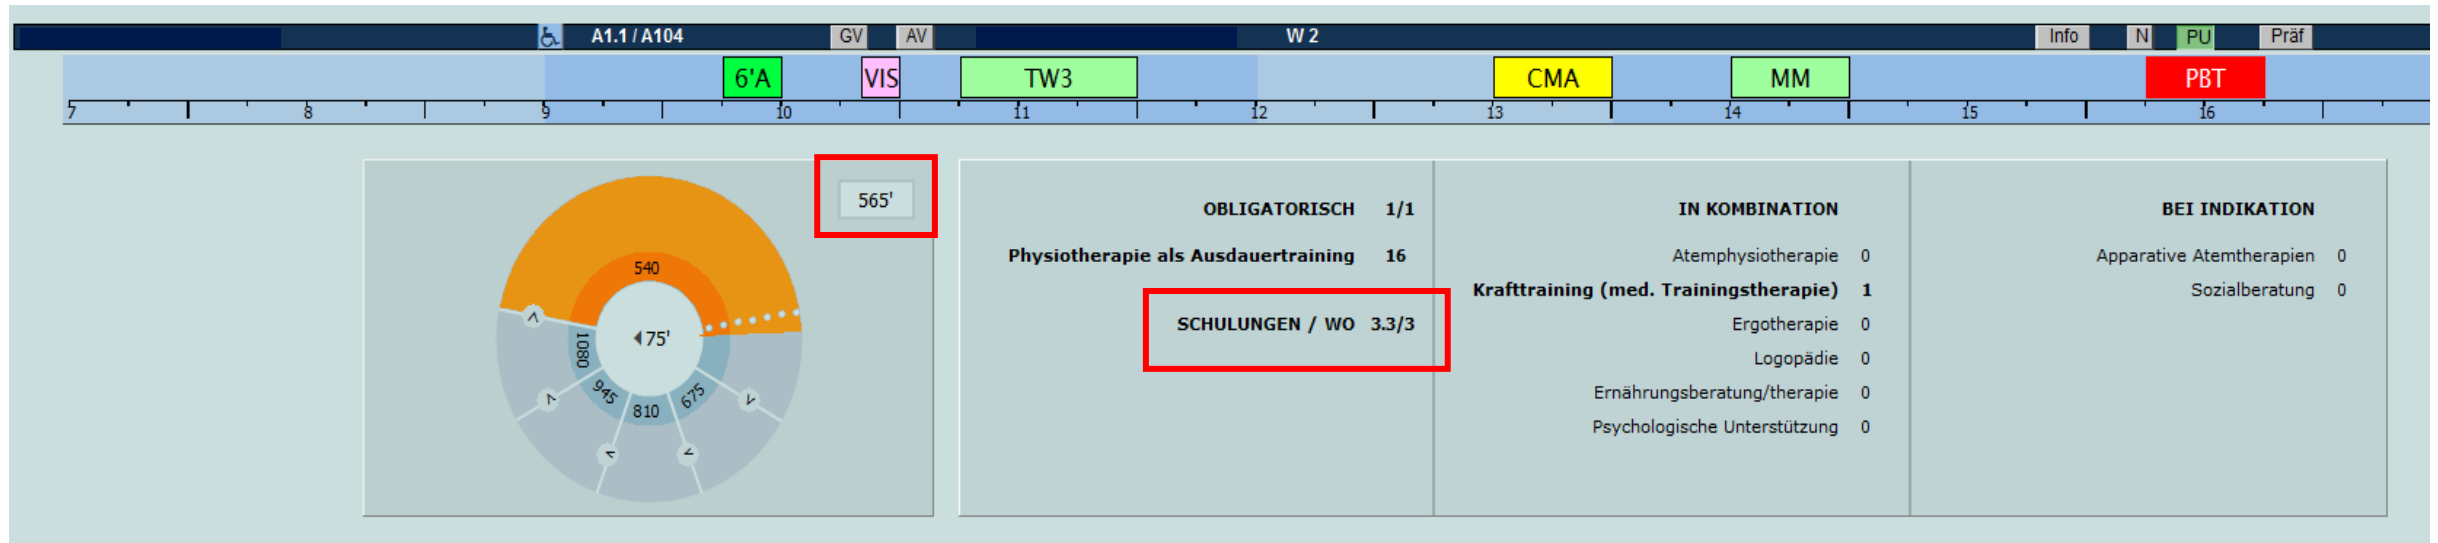 A1.1 / A104 GV AV W 2 Info N PU Präf
6'A VIS TW3 CMA MM PBT
7 8 9 10 11 12 13 14 15 16
565'
540
75'
1080
945
810
675
OBLIGATORISCH 1/1
Physiotherapie als Ausdauertraining 16
SCHULUNGEN / WO 3.3/3
IN KOMBINATION
Atemphysiotherapie 0
Krafttraining (med. Trainingstherapie) 1
Ergotherapie 0
Logopädie 0
Ernährungsberatung/therapie 0
Psychologische Unterstützung 0
BEI INDIKATION
Apparative Atemtherapien 0
Sozialberatung 0